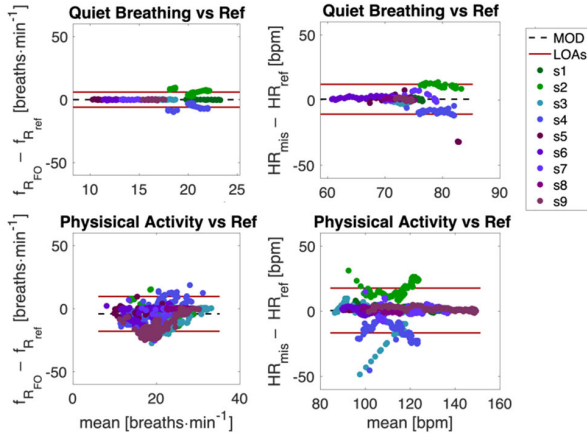 Quiet Breathing vs Ref
f_R_FO − f_R_ref [breaths·min⁻¹]
50
0
-50
10 15 20 25
Quiet Breathing vs Ref
HR_mis − HR_ref [bpm]
50
0
-50
60 70 80 90
MOD
LOAs
s1
s2
s3
s4
s5
s6
s7
s8
s9
Physisical Activity vs Ref
f_R_FO − f_R_ref [breaths·min⁻¹]
50
0
-50
0 20 40
mean [breaths·min⁻¹]
Physisical Activity vs Ref
HR_mis − HR_ref [bpm]
50
0
-50
80 100 120 140 160
mean [bpm]